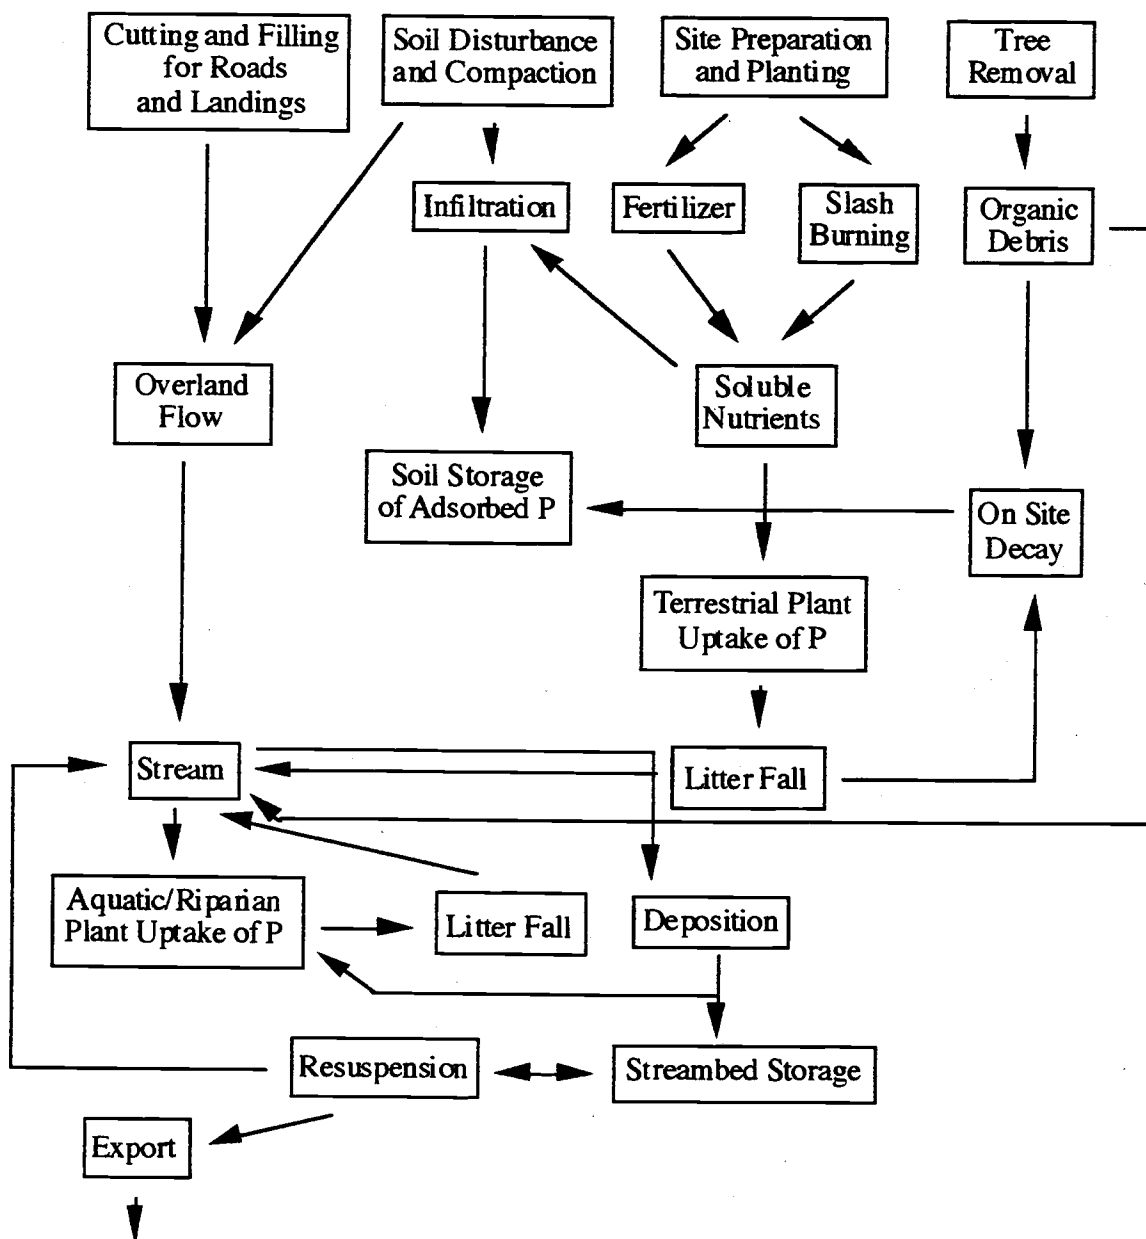 Cutting and Filling
for Roads
and Landings
Soil Disturbance
and Compaction
Site Preparation
and Planting
Tree
Removal
Infiltration
Fertilizer
Slash
Burning
Organic
Debris
Overland
Flow
Soluble
Nutrients
Soil Storage
of Adsorbed P
On Site
Decay
Terrestrial Plant
Uptake of P
Stream
Litter Fall
Aquatic/Riparian
Plant Uptake of P
Litter Fall
Deposition
Resuspension
Streambed Storage
Export